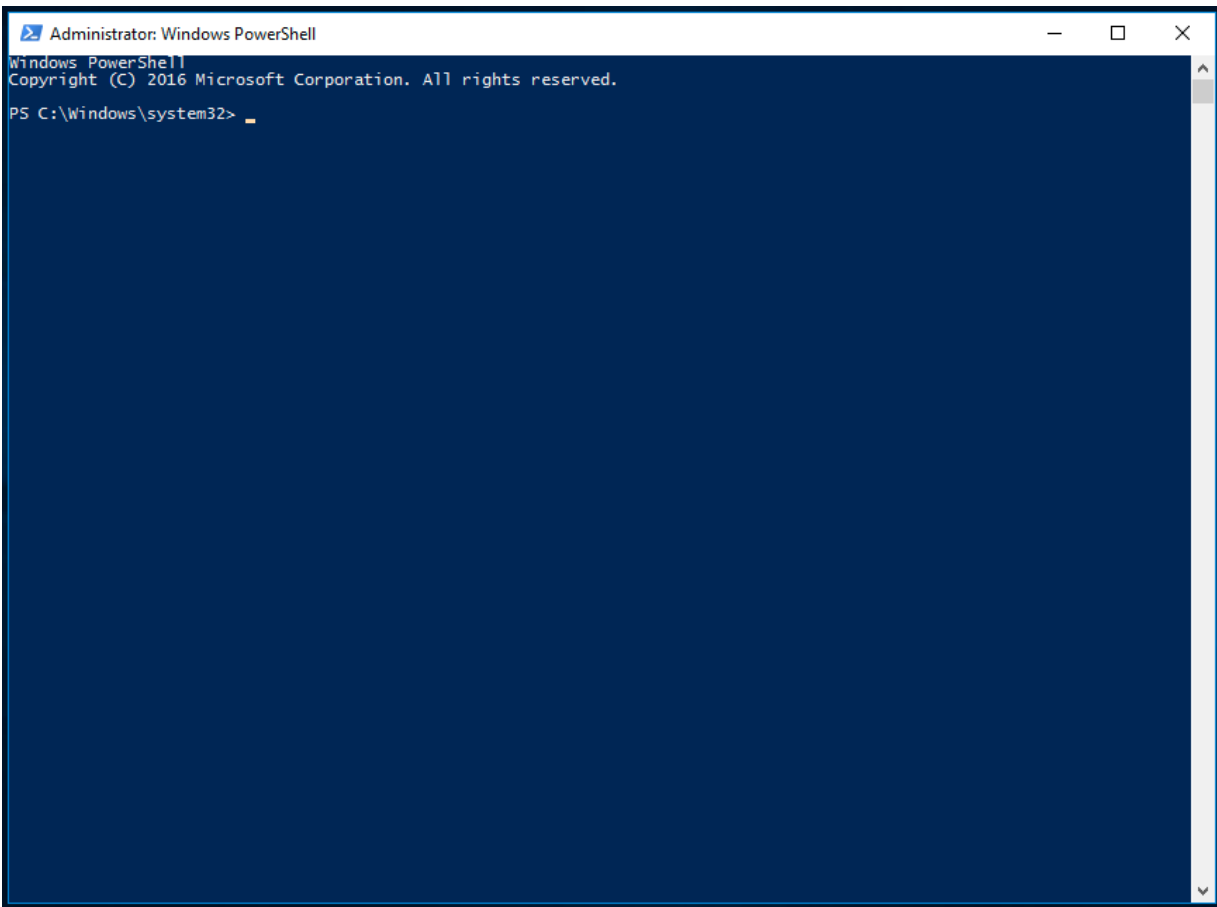 Administrator: Windows PowerShell
Windows PowerShell
Copyright (C) 2016 Microsoft Corporation. All rights reserved.
PS C:\Windows\system32> _